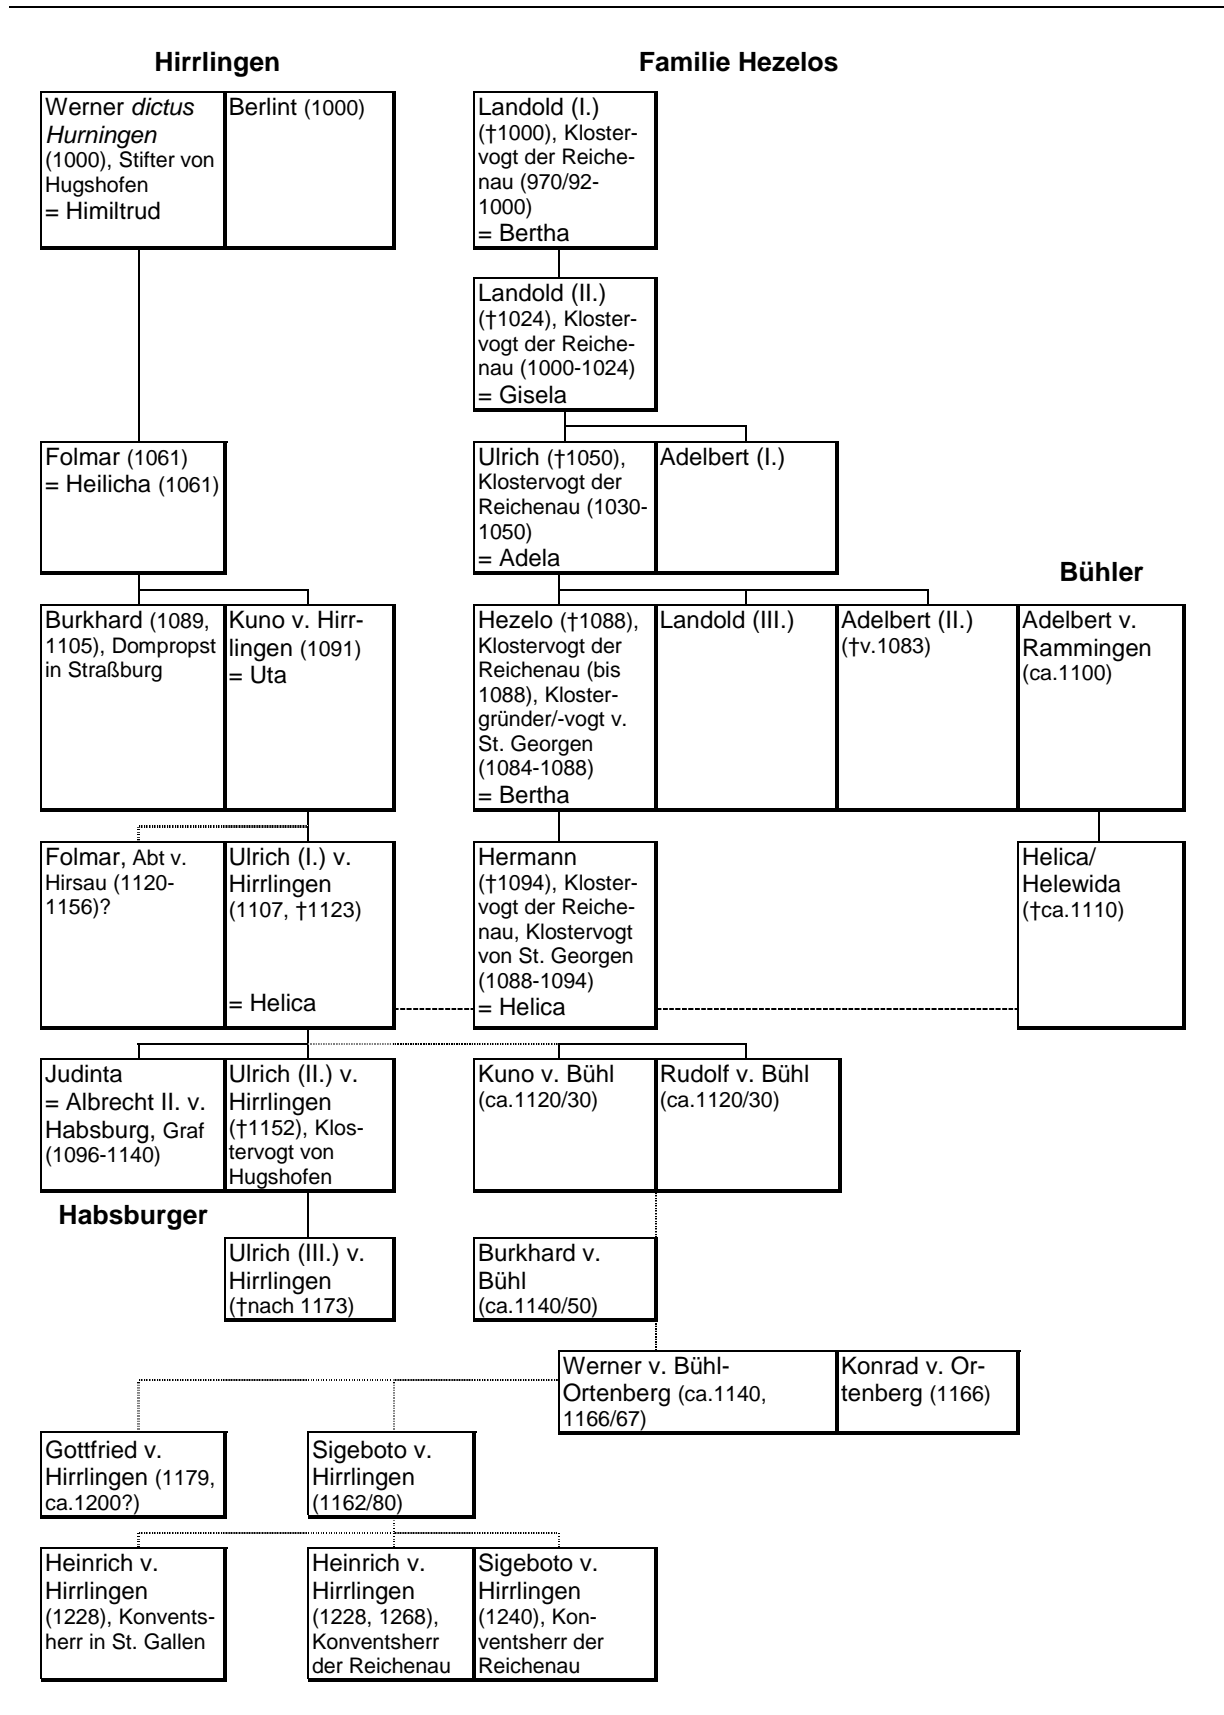 Hirrlingen
Familie Hezelos
Werner dictus
Hurningen
(1000), Stifter von
Hugshofen
= Himiltrud
Berlint (1000)
Landold (I.)
(†1000), Kloster-
vogt der Reiche-
nau (970/92-
1000)
= Bertha
Landold (II.)
(†1024), Kloster-
vogt der Reiche-
nau (1000-1024)
= Gisela
Folmar (1061)
= Heilicha (1061)
Ulrich (†1050),
Klostervogt der
Reichenau (1030-
1050)
= Adela
Adelbert (I.)
Bühler
Burkhard (1089,
1105), Dompropst
in Straßburg
Kuno v. Hirr-
lingen (1091)
= Uta
Hezelo (†1088),
Klostervogt der
Reichenau (bis
1088), Kloster-
gründer/-vogt v.
St. Georgen
(1084-1088)
= Bertha
Landold (III.)
Adelbert (II.)
(†v.1083)
Adelbert v.
Rammingen
(ca.1100)
Folmar, Abt v.
Hirsau (1120-
1156)?
Ulrich (I.) v.
Hirrlingen
(1107, †1123)
= Helica
Hermann
(†1094), Kloster-
vogt der Reiche-
nau, Klostervogt
von St. Georgen
(1088-1094)
= Helica
Helica/
Helewida
(†ca.1110)
Judinta
= Albrecht II. v.
Habsburg, Graf
(1096-1140)
Ulrich (II.) v.
Hirrlingen
(†1152), Klos-
tervogt von
Hugshofen
Kuno v. Bühl
(ca.1120/30)
Rudolf v. Bühl
(ca.1120/30)
Habsburger
Ulrich (III.) v.
Hirrlingen
(†nach 1173)
Burkhard v.
Bühl
(ca.1140/50)
Werner v. Bühl-
Ortenberg (ca.1140,
1166/67)
Konrad v. Or-
tenberg (1166)
Gottfried v.
Hirrlingen (1179,
ca.1200?)
Sigeboto v.
Hirrlingen
(1162/80)
Heinrich v.
Hirrlingen
(1228), Konvents-
herr in St. Gallen
Heinrich v.
Hirrlingen
(1228, 1268),
Konventsherr
der Reichenau
Sigeboto v.
Hirrlingen
(1240), Kon-
ventsherr der
Reichenau